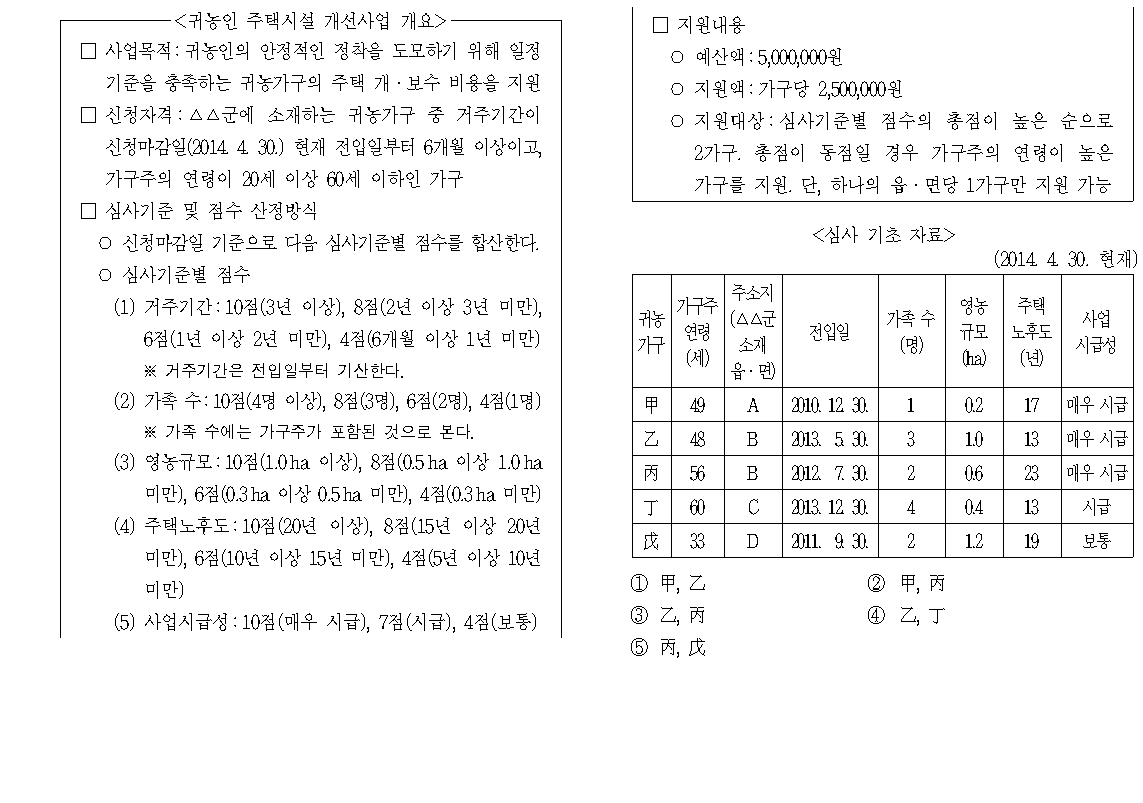 <귀농인 주택시설 개선사업 개요>
□ 사업목적: 귀농인의 안정적인 정착을 도모하기 위해 일정
기준을 충족하는 귀농가구의 주택 개·보수 비용을 지원
□ 신청자격: △△군에 소재하는 귀농가구 중 거주기간이
신청마감일(2014. 4. 30.) 현재 전입일부터 6개월 이상이고,
가구주의 연령이 20세 이상 60세 이하인 가구
□ 심사기준 및 점수 산정방식
○ 신청마감일 기준으로 다음 심사기준별 점수를 합산한다.
○ 심사기준별 점수
(1) 거주기간: 10점(3년 이상), 8점(2년 이상 3년 미만),
6점(1년 이상 2년 미만), 4점(6개월 이상 1년 미만)
※ 거주기간은 전입일부터 기산한다.
(2) 가족 수: 10점(4명 이상), 8점(3명), 6점(2명), 4점(1명)
※ 가족 수에는 가구주가 포함된 것으로 본다.
(3) 영농규모: 10점(1.0ha 이상), 8점(0.5ha 이상 1.0ha
미만), 6점(0.3ha 이상 0.5ha 미만), 4점(0.3ha 미만)
(4) 주택노후도: 10점(20년 이상), 8점(15년 이상 20년
미만), 6점(10년 이상 15년 미만), 4점(5년 이상 10년
미만)
(5) 사업시급성: 10점(매우 시급), 7점(시급), 4점(보통)
□ 지원내용
○ 예산액: 5,000,000원
○ 지원액: 가구당 2,500,000원
○ 지원대상: 심사기준별 점수의 총점이 높은 순으로
2가구. 총점이 동점일 경우 가구주의 연령이 높은
가구를 지원. 단, 하나의 읍·면당 1가구만 지원 가능
<심사 기초 자료>
(2014. 4. 30. 현재)
귀농가구 가구주 연령(세) 주소지(△△군 소재 읍·면) 전입일 가족 수(명) 영농규모(ha) 주택노후도(년) 사업시급성
甲 49 A 2010. 12. 30. 1 0.2 17 매우 시급
乙 48 B 2013. 5. 30. 3 1.0 13 매우 시급
丙 56 B 2012. 7. 30. 2 0.6 23 매우 시급
丁 60 C 2013. 12. 30. 4 0.4 13 시급
戊 33 D 2011. 9. 30. 2 1.2 19 보통
① 甲, 乙 ② 甲, 丙
③ 乙, 丙 ④ 乙, 丁
⑤ 丙, 戊